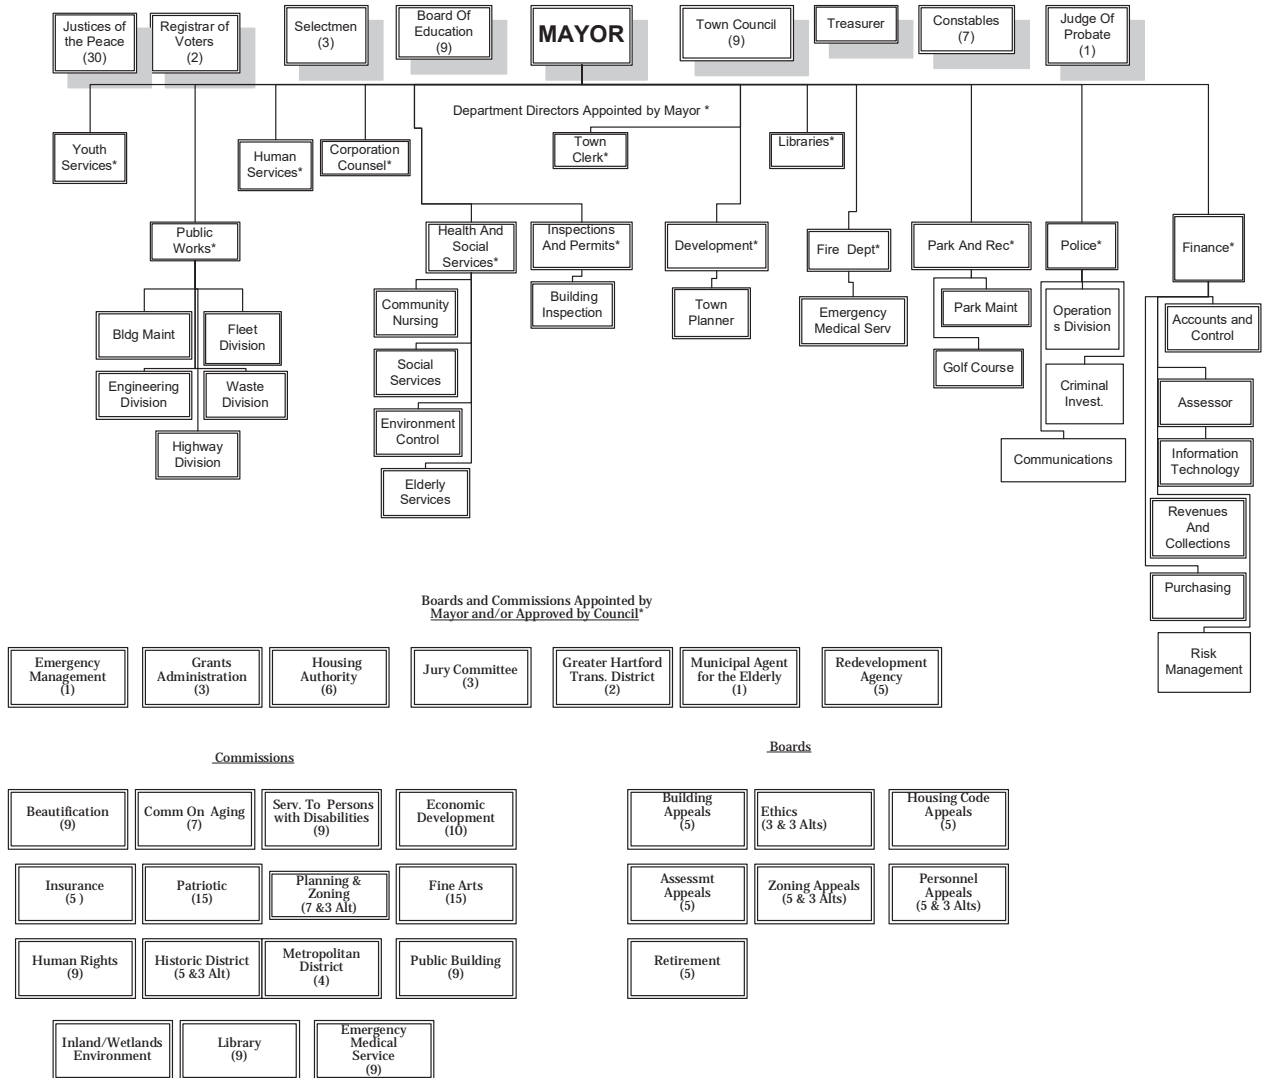 Justices of
the Peace
(30)
Registrar of
Voters
(2)
Selectmen
(3)
Board Of
Education
(9)
MAYOR
Town Council
(9)
Treasurer
Constables
(7)
Judge Of
Probate
(1)
Department Directors Appointed by Mayor *
Youth
Services*
Human
Services*
Corporation
Counsel*
Town
Clerk*
Libraries*
Public
Works*
Health And
Social
Services*
Inspections
And Permits*
Development*
Fire Dept*
Park And Rec*
Police*
Finance*
Bldg Maint
Fleet
Division
Engineering
Division
Waste
Division
Highway
Division
Community
Nursing
Social
Services
Environment
Control
Elderly
Services
Building
Inspection
Town
Planner
Emergency
Medical Serv
Park Maint
Golf Course
Operation
s Division
Criminal
Invest.
Communications
Accounts and
Control
Assessor
Information
Technology
Revenues
And
Collections
Purchasing
Risk
Management
Boards and Commissions Appointed by
Mayor and/or Approved by Council*
Emergency
Management
(1)
Grants
Administration
(3)
Housing
Authority
(6)
Jury Committee
(3)
Greater Hartford
Trans. District
(2)
Municipal Agent
for the Elderly
(1)
Redevelopment
Agency
(5)
Commissions
Beautification
(9)
Comm On Aging
(7)
Serv. To Persons
with Disabilities
(9)
Economic
Development
(10)
Insurance
(5 )
Patriotic
(15)
Planning &
Zoning
(7 &3 Alt)
Fine Arts
(15)
Human Rights
(9)
Historic District
(5 &3 Alt)
Metropolitan
District
(4)
Public Building
(9)
Inland/Wetlands
Environment
Library
(9)
Emergency
Medical
Service
(9)
Boards
Building
Appeals
(5)
Ethics
(3 & 3 Alts)
Housing Code
Appeals
(5)
Assessmt
Appeals
(5)
Zoning Appeals
(5 & 3 Alts)
Personnel
Appeals
(5 & 3 Alts)
Retirement
(5)